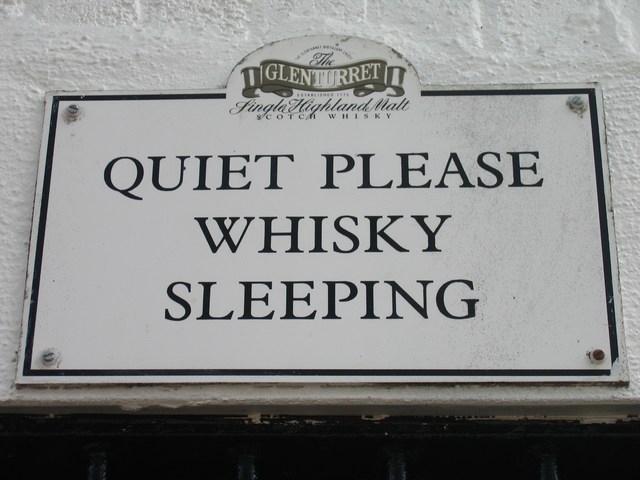 The
GLENTURRET
ESTABLISHED 1775
Single Highland Malt
SCOTCH WHISKY
QUIET PLEASE
WHISKY
SLEEPING